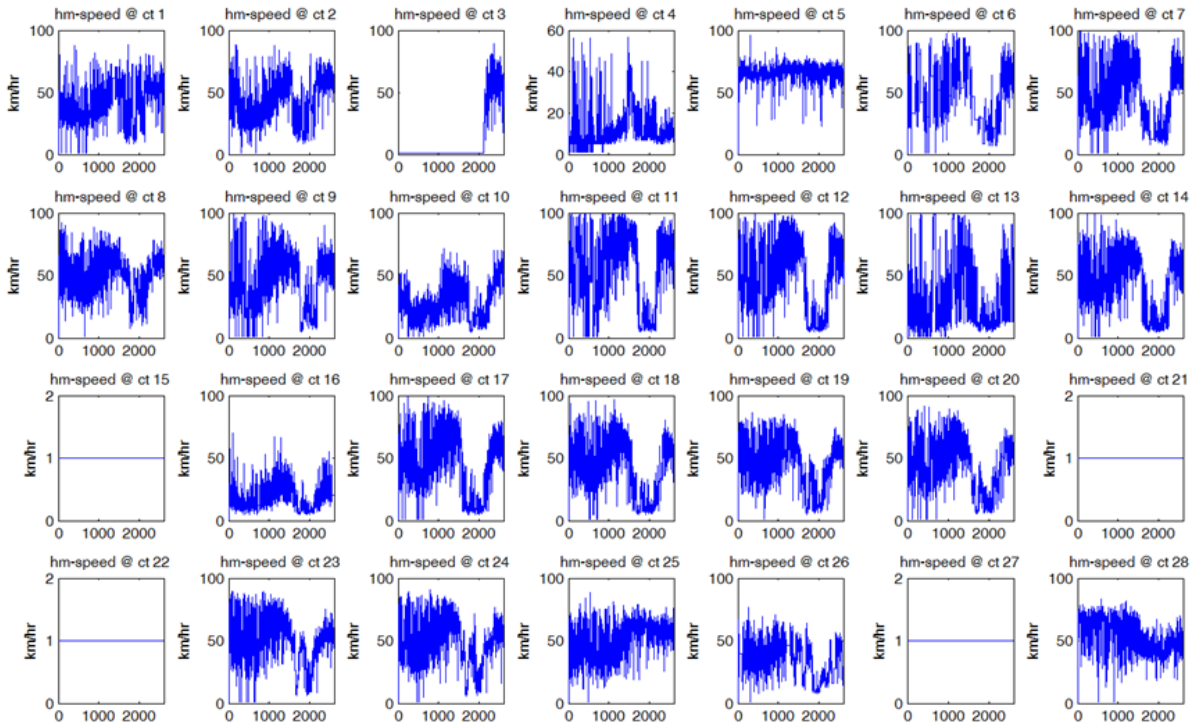 hm-speed @ ct 1 hm-speed @ ct 2 hm-speed @ ct 3 hm-speed @ ct 4 hm-speed @ ct 5 hm-speed @ ct 6 hm-speed @ ct 7
100 100 100 60 100 100 100
40
km/hr 50 km/hr 50 km/hr 50 km/hr km/hr 50 km/hr 50 km/hr 50
20
0 0 0 0 0 0 0
0 1000 2000 0 1000 2000 0 1000 2000 0 1000 2000 0 1000 2000 0 1000 2000 0 1000 2000
hm-speed @ ct 8 hm-speed @ ct 9 hm-speed @ ct 10 hm-speed @ ct 11 hm-speed @ ct 12 hm-speed @ ct 13 hm-speed @ ct 14
100 100 100 100 100 100 100
km/hr 50 km/hr 50 km/hr 50 km/hr 50 km/hr 50 km/hr 50 km/hr 50
0 0 0 0 0 0 0
0 1000 2000 0 1000 2000 0 1000 2000 0 1000 2000 0 1000 2000 0 1000 2000 0 1000 2000
hm-speed @ ct 15 hm-speed @ ct 16 hm-speed @ ct 17 hm-speed @ ct 18 hm-speed @ ct 19 hm-speed @ ct 20 hm-speed @ ct 21
2 100 100 100 100 100 2
km/hr 1 km/hr 50 km/hr 50 km/hr 50 km/hr 50 km/hr 50 km/hr 1
0 0 0 0 0 0 0
0 1000 2000 0 1000 2000 0 1000 2000 0 1000 2000 0 1000 2000 0 1000 2000 0 1000 2000
hm-speed @ ct 22 hm-speed @ ct 23 hm-speed @ ct 24 hm-speed @ ct 25 hm-speed @ ct 26 hm-speed @ ct 27 hm-speed @ ct 28
2 100 100 100 100 2 100
km/hr 1 km/hr 50 km/hr 50 km/hr 50 km/hr 50 km/hr 1 km/hr 50
0 0 0 0 0 0 0
0 1000 2000 0 1000 2000 0 1000 2000 0 1000 2000 0 1000 2000 0 1000 2000 0 1000 2000